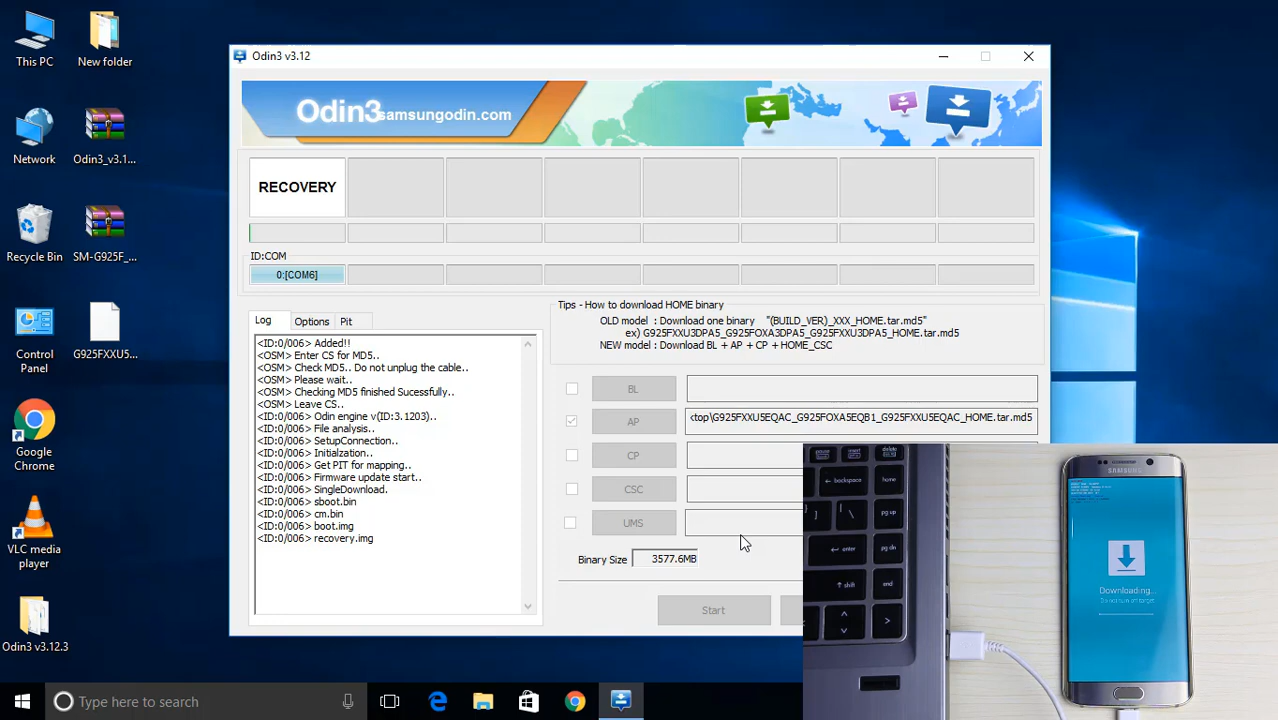 This PC
New folder
Network
Odin3_v3.1...
Recycle Bin
SM-G925F_...
Control
Panel
G925FXXU5...
Google
Chrome
VLC media
player
Odin3 v3.12.3
Odin3 v3.12
Odin3
samsungodin.com
RECOVERY
ID:COM
0:[COM6]
Log
Options
Pit
<ID:0/006> Added!!
<OSM> Enter CS for MD5..
<OSM> Check MD5.. Do not unplug the cable..
<OSM> Please wait..
<OSM> Checking MD5 finished Sucessfully..
<OSM> Leave CS..
<ID:0/006> Odin engine v(ID:3.1203)..
<ID:0/006> File analysis..
<ID:0/006> SetupConnection..
<ID:0/006> Initialzation..
<ID:0/006> Get PIT for mapping..
<ID:0/006> Firmware update start..
<ID:0/006> SingleDownload.
<ID:0/006> sboot.bin
<ID:0/006> cm.bin
<ID:0/006> boot.img
<ID:0/006> recovery.img
Tips - How to download HOME binary
OLD model : Download one binary "(BUILD_VER)_XXX_HOME.tar.md5"
ex) G925FXXU3DPA5_G925FOXA3DPA5_G925FXXU3DPA5_HOME.tar.md5
NEW model : Download BL + AP + CP + HOME_CSC
BL
AP
<top\G925FXXU5EQAC_G925FOXA5EQB1_G925FXXU5EQAC_HOME.tar.md5
CP
CSC
UMS
Binary Size 3577.6MB
Start
backspace
home
pg up
enter
pg dn
shift
end
SAMSUNG
Downloading...
Do not turn off target
Type here to search